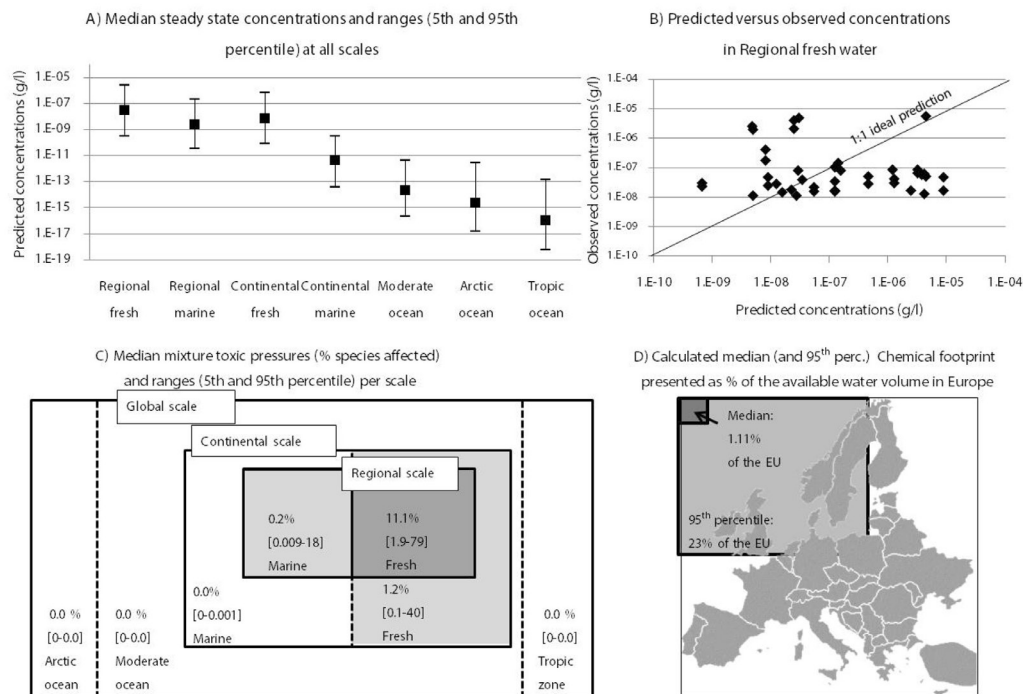 A) Median steady state concentrations and ranges (5th and 95th
percentile) at all scales
Predicted concentrations (g/l)
1.E-05
1.E-07
1.E-09
1.E-11
1.E-13
1.E-15
1.E-17
1.E-19
Regional
fresh
Regional
marine
Continental
fresh
Continental
marine
Moderate
ocean
Arctic
ocean
Tropic
ocean
B) Predicted versus observed concentrations
in Regional fresh water
Observed concentrations (g/l)
1.E-04
1.E-05
1.E-06
1.E-07
1.E-08
1.E-09
1.E-10
1:1 ideal prediction
1.E-10 1.E-09 1.E-08 1.E-07 1.E-06 1.E-05 1.E-04
Predicted concentrations (g/l)
C) Median mixture toxic pressures (% species affected)
and ranges (5th and 95th percentile) per scale
Global scale
Continental scale
Regional scale
0.2%
[0.009-18]
Marine
11.1%
[1.9-79]
Fresh
0.0%
[0-0.001]
Marine
1.2%
[0.1-40]
Fresh
0.0 %
[0-0.0]
Arctic
ocean
0.0 %
[0-0.0]
Moderate
ocean
0.0 %
[0-0.0]
Tropic
zone
D) Calculated median (and 95th perc.) Chemical footprint
presented as % of the available water volume in Europe
Median:
1.11%
of the EU
95th percentile:
23% of the EU